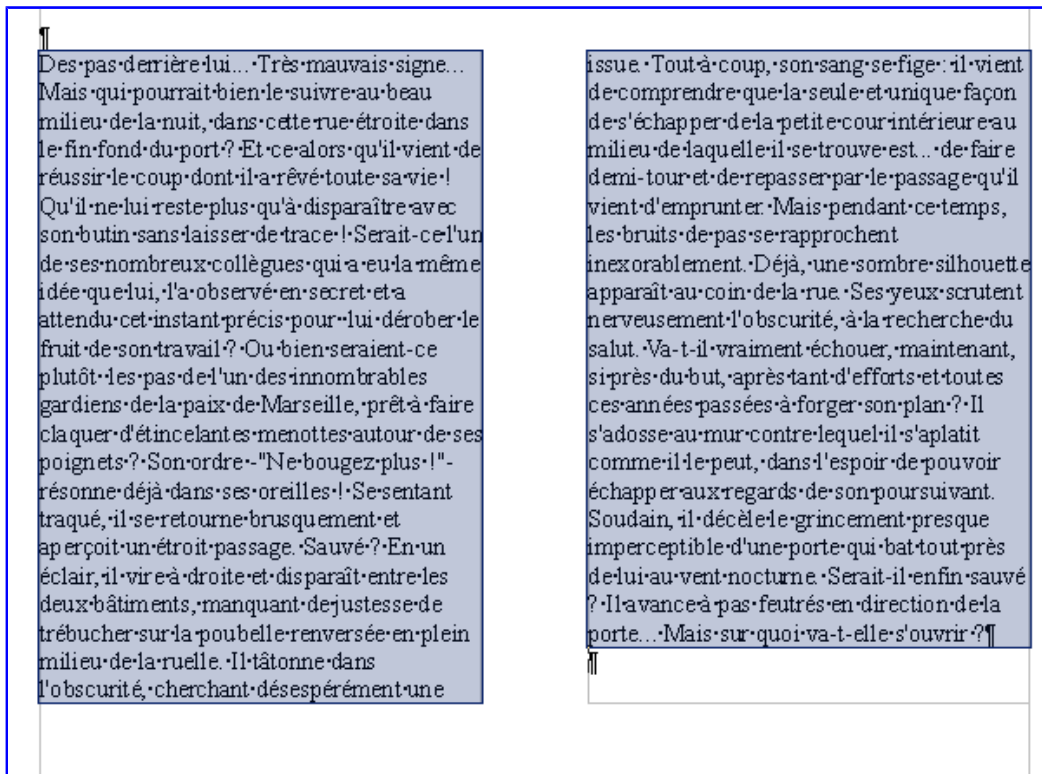 ¶
Des pas derrière lui... Très mauvais signe...
Mais qui pourrait bien le suivre au beau
milieu de la nuit, dans cette rue étroite dans
le fin fond du port ? Et ce alors qu'il vient de
réussir le coup dont il a rêvé toute sa vie !
Qu'il ne lui reste plus qu'à disparaître avec
son butin sans laisser de trace ! Serait-ce l'un
de ses nombreux collègues qui a eu la même
idée que lui, l'a observé en secret et a
attendu cet instant précis pour  lui dérober le
fruit de son travail ? Ou bien seraient-ce
plutôt  les pas de l'un des innombrables
gardiens de la paix de Marseille, prêt à faire
claquer d'étincelantes menottes autour de ses
poignets ? Son ordre -"Ne bougez plus !"-
résonne déjà dans ses oreilles ! Se sentant
traqué, il se retourne brusquement et
aperçoit un étroit passage. Sauvé ? En un
éclair, il vire à droite et disparaît entre les
deux bâtiments, manquant de justesse de
trébucher sur la poubelle renversée en plein
milieu de la ruelle. Il tâtonne dans
l'obscurité, cherchant désespérément une
issue. Tout à coup, son sang se fige : il vient
de comprendre que la seule et unique façon
de s'échapper de la petite cour intérieure au
milieu de laquelle il se trouve est... de faire
demi-tour et de repasser par le passage qu'il
vient d'emprunter. Mais pendant ce temps,
les bruits de pas se rapprochent
inexorablement. Déjà, une sombre silhouette
apparaît au coin de la rue. Ses yeux scrutent
nerveusement l'obscurité, à la recherche du
salut. Va-t-il vraiment échouer, maintenant,
si près du but, après tant d'efforts et toutes
ces années passées à forger son plan ? Il
s'adosse au mur contre lequel il s'aplatit
comme il le peut, dans l'espoir de pouvoir
échapper aux regards de son poursuivant.
Soudain, il décèle le grincement presque
imperceptible d'une porte qui bat tout près
de lui au vent nocturne. Serait-il enfin sauvé
? Il avance à pas feutrés en direction de la
porte... Mais sur quoi va-t-elle s'ouvrir ?¶
¶